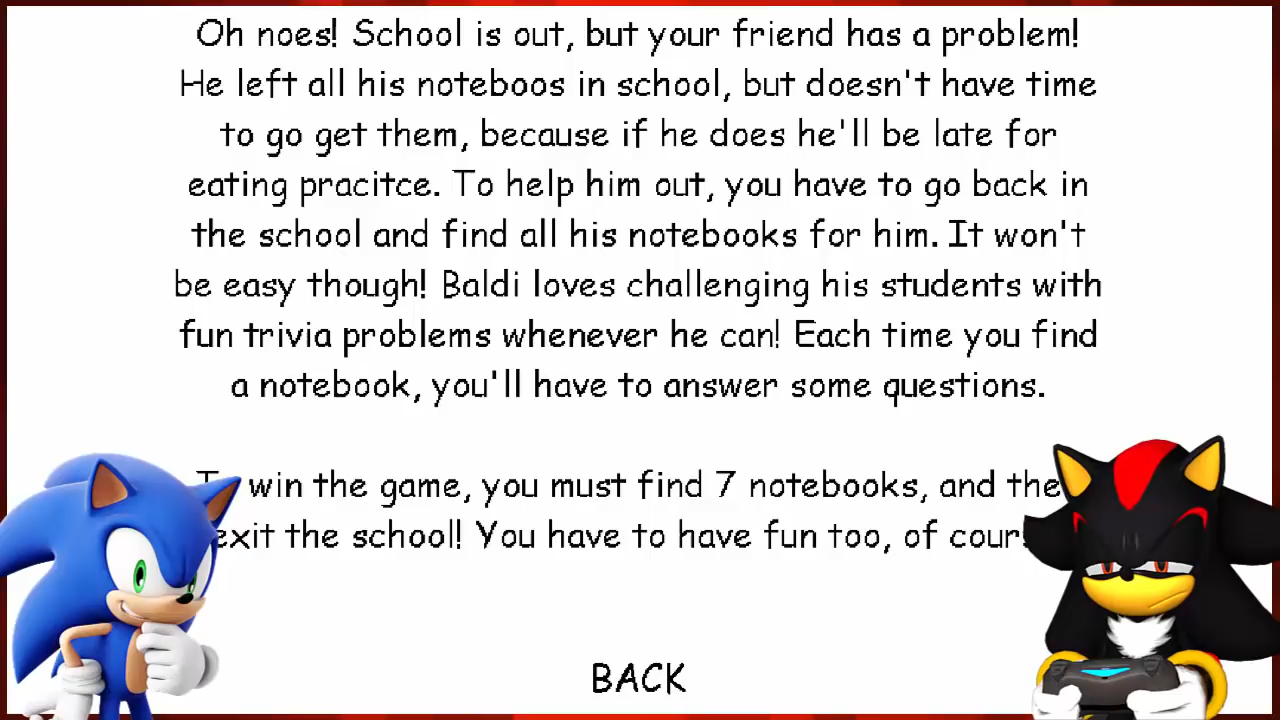 Oh noes! School is out, but your friend has a problem!
He left all his noteboos in school, but doesn't have time
to go get them, because if he does he'll be late for
eating pracitce. To help him out, you have to go back in
the school and find all his notebooks for him. It won't
be easy though! Baldi loves challenging his students with
fun trivia problems whenever he can! Each time you find
a notebook, you'll have to answer some questions.
win the game, you must find 7 notebooks, and
exit the school! You have to have fun too, of
BACK